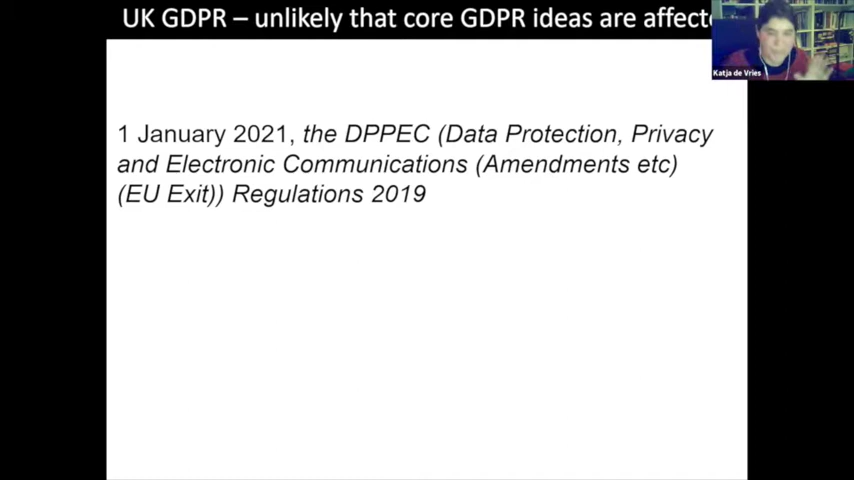 UK GDPR – unlikely that core GDPR ideas are affect
Katja de Vries
1 January 2021, the DPPEC (Data Protection, Privacy
and Electronic Communications (Amendments etc)
(EU Exit)) Regulations 2019